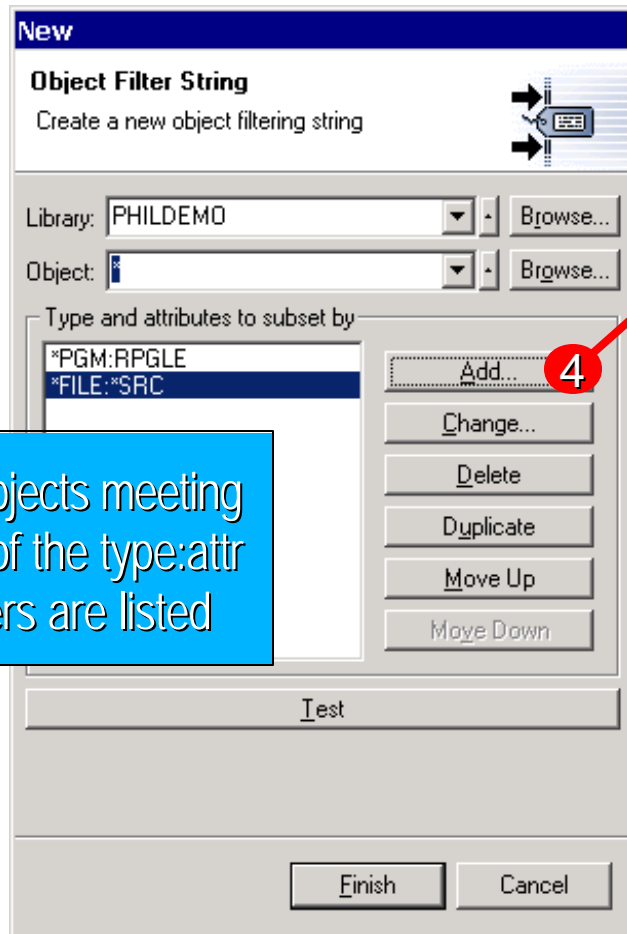 New
Object Filter String
Create a new object filtering string
Library: PHILDEMO Browse...
Object: * Browse...
Type and attributes to subset by
*PGM:RPGLE
*FILE:*SRC
Add...
4
Change...
Delete
Duplicate
Move Up
Move Down
meeting
of the type:attr
are listed
Test
Finish Cancel